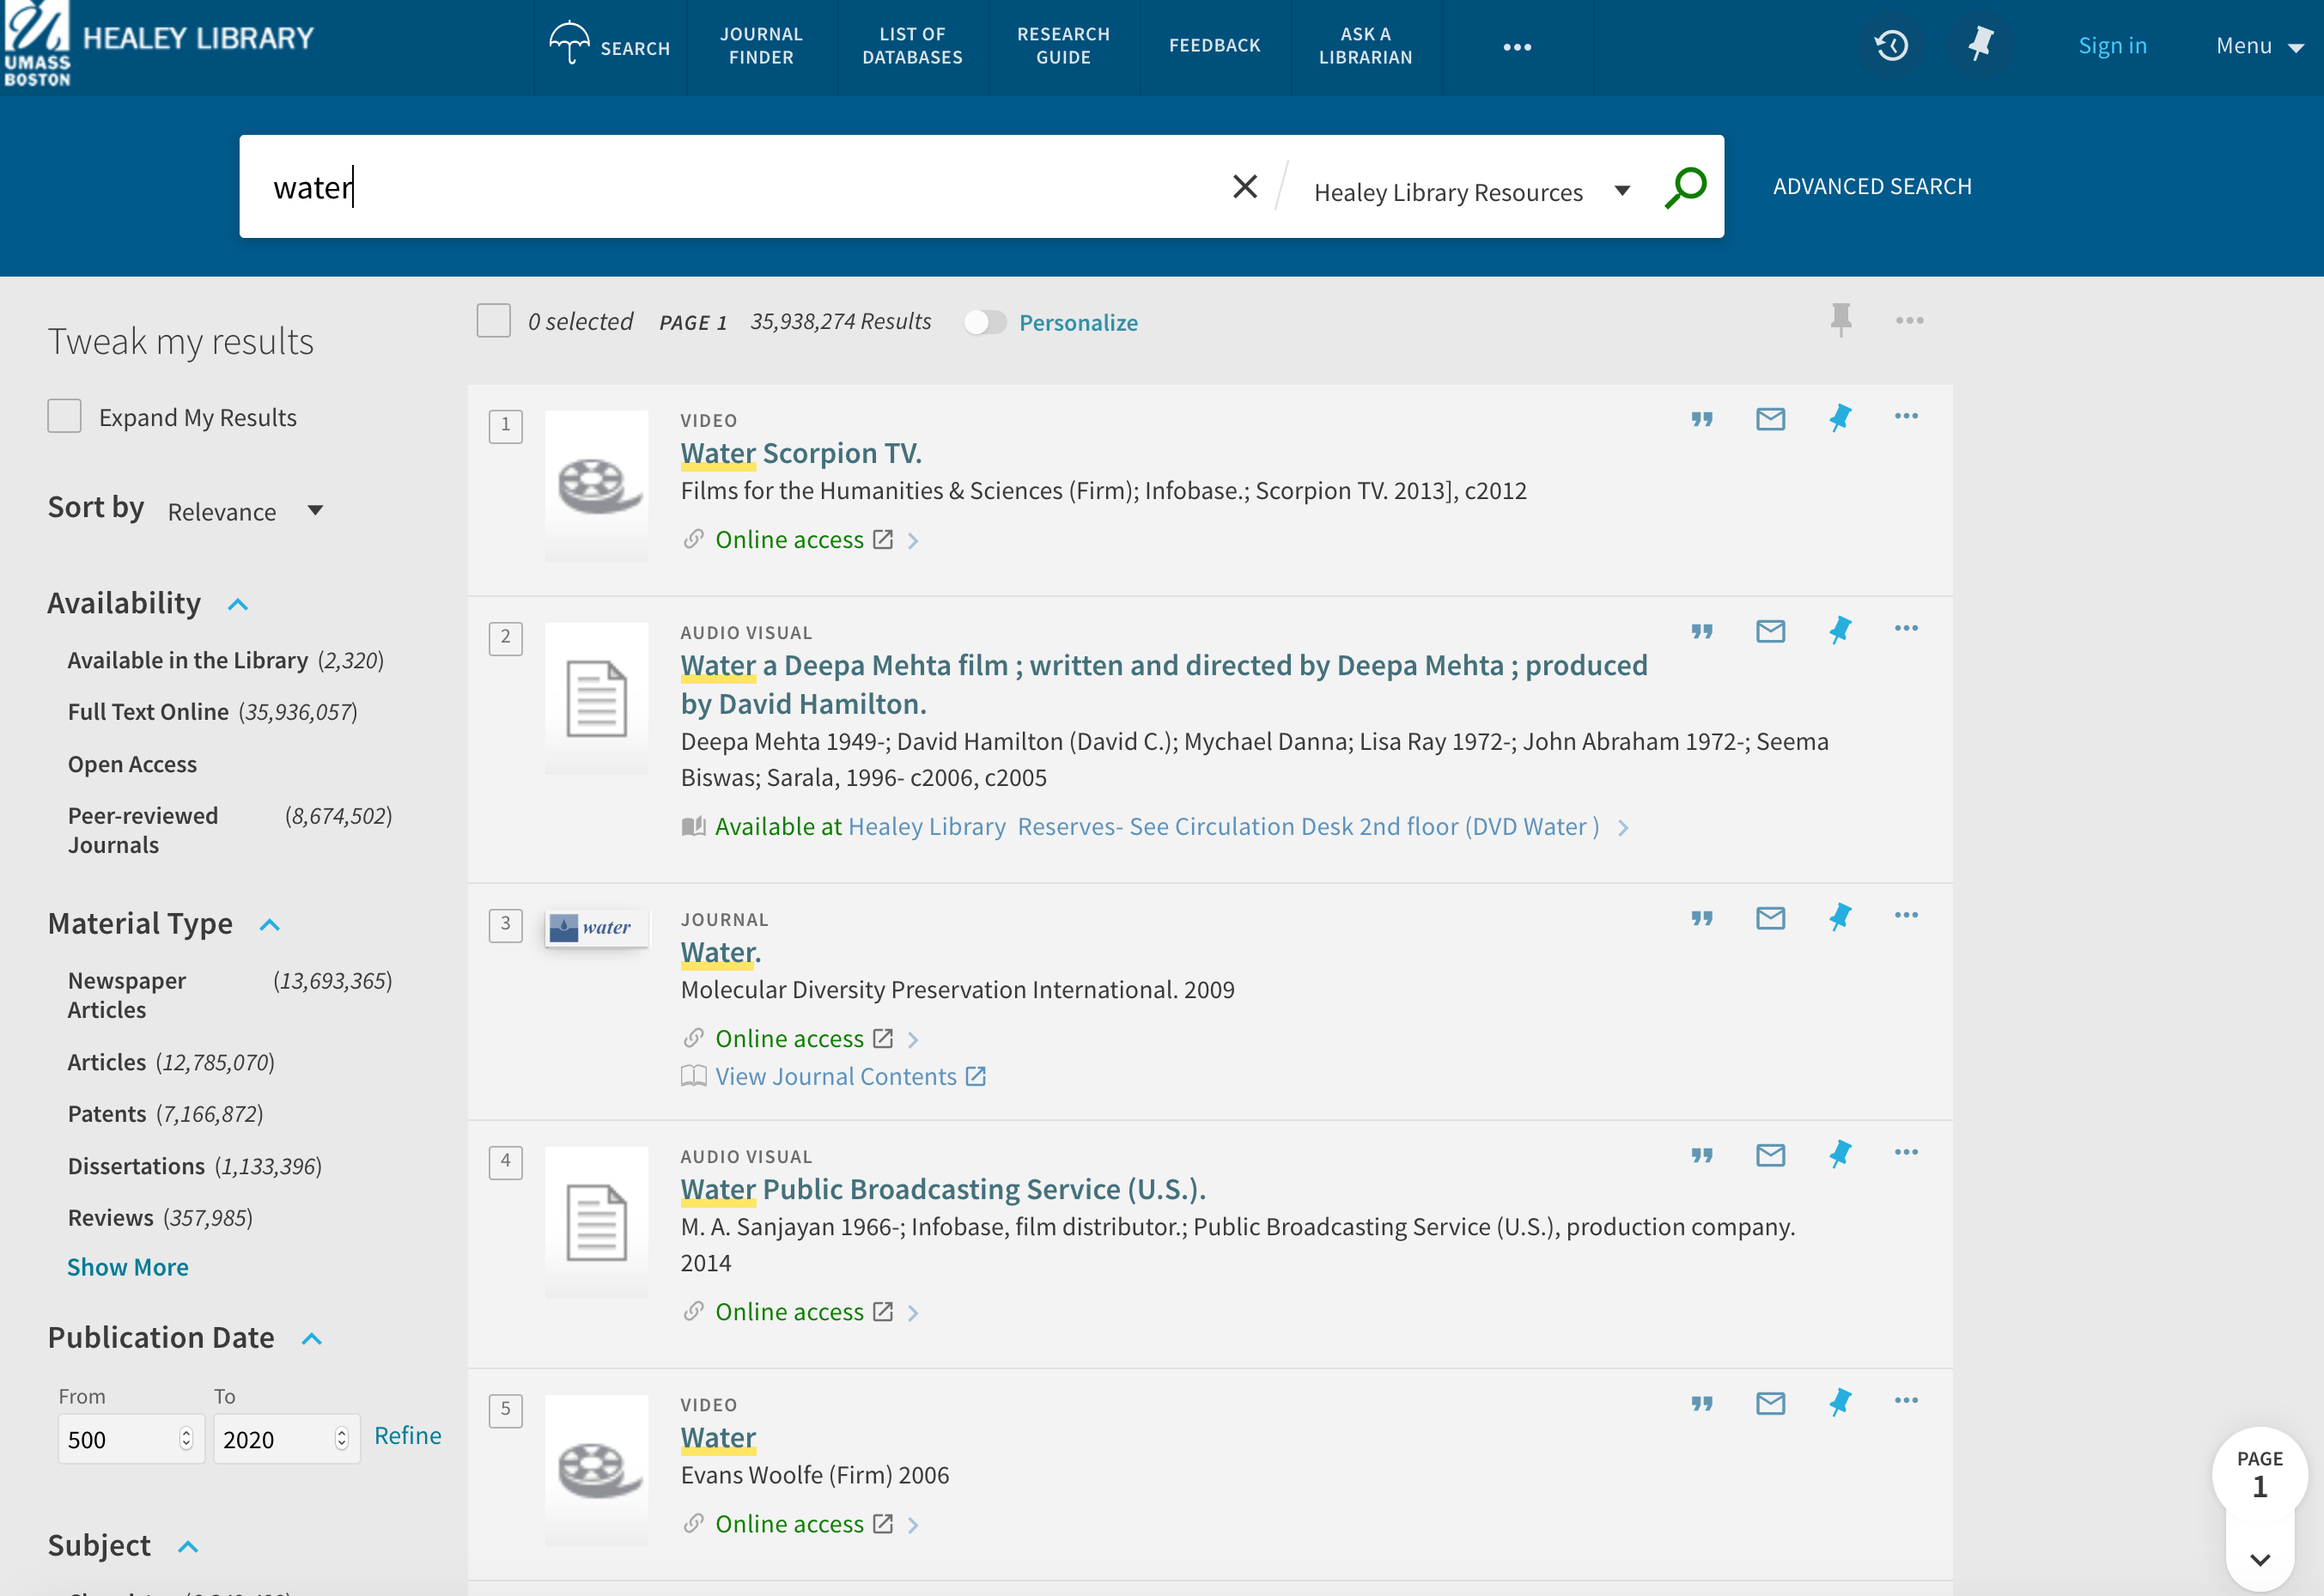 UMASS
BOSTON
HEALEY LIBRARY
SEARCH
JOURNAL
FINDER
LIST OF
DATABASES
RESEARCH
GUIDE
FEEDBACK
ASK A
LIBRARIAN
Sign in
Menu
water
Healey Library Resources
ADVANCED SEARCH
Tweak my results
Expand My Results
Sort by Relevance
Availability
Available in the Library (2,320)
Full Text Online (35,936,057)
Open Access
Peer-reviewed (8,674,502)
Journals
Material Type
Newspaper (13,693,365)
Articles
Articles (12,785,070)
Patents (7,166,872)
Dissertations (1,133,396)
Reviews (357,985)
Show More
Publication Date
From To
500 2020 Refine
Subject
0 selected PAGE 1 35,938,274 Results Personalize
1
VIDEO
Water Scorpion TV.
Films for the Humanities & Sciences (Firm); Infobase.; Scorpion TV. 2013], c2012
Online access
2
AUDIO VISUAL
Water a Deepa Mehta film ; written and directed by Deepa Mehta ; produced
by David Hamilton.
Deepa Mehta 1949-; David Hamilton (David C.); Mychael Danna; Lisa Ray 1972-; John Abraham 1972-; Seema
Biswas; Sarala, 1996- c2006, c2005
Available at Healey Library Reserves- See Circulation Desk 2nd floor (DVD Water )
3
water
JOURNAL
Water.
Molecular Diversity Preservation International. 2009
Online access
View Journal Contents
4
AUDIO VISUAL
Water Public Broadcasting Service (U.S.).
M. A. Sanjayan 1966-; Infobase, film distributor.; Public Broadcasting Service (U.S.), production company.
2014
Online access
5
VIDEO
Water
Evans Woolfe (Firm) 2006
Online access
PAGE
1